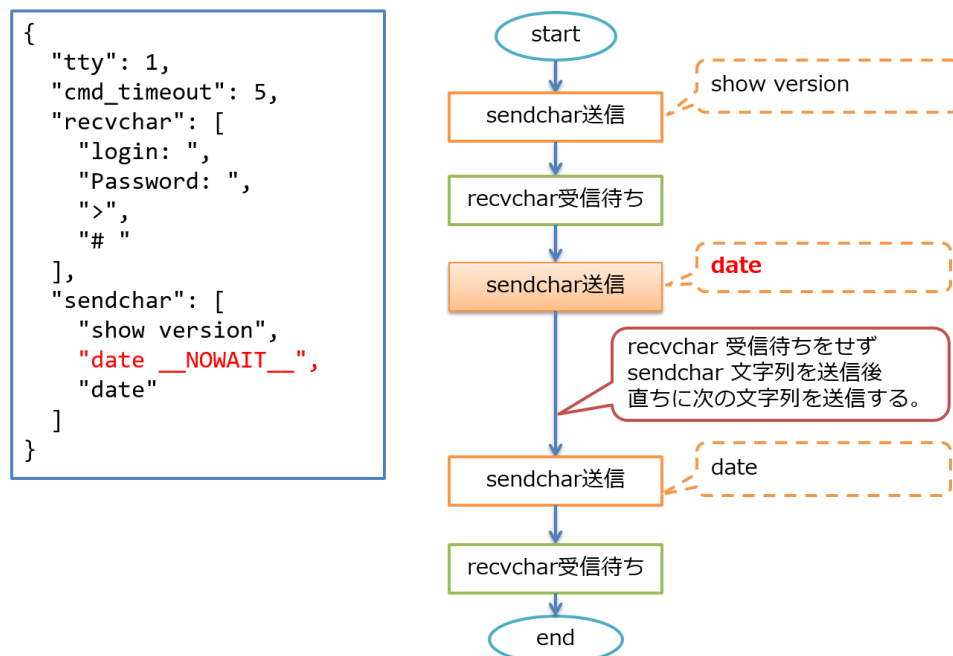 {
  "tty": 1,
  "cmd_timeout": 5,
  "recvchar": [
    "login: ",
    "Password: ",
    ">",
    "# "
  ],
  "sendchar": [
    "show version",
    "date __NOWAIT__",
    "date"
  ]
}
start
sendchar送信
show version
recvchar受信待ち
sendchar送信
date
recvchar 受信待ちをせず
sendchar 文字列を送信後
直ちに次の文字列を送信する。
sendchar送信
date
recvchar受信待ち
end